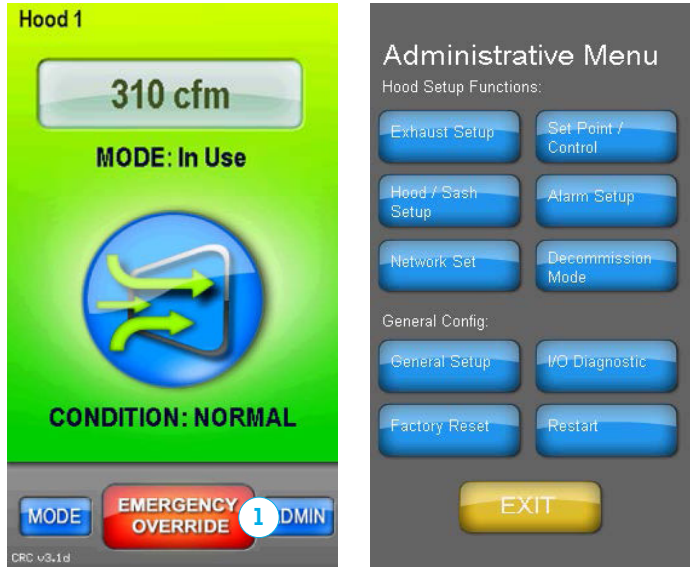 Hood 1
310 cfm
MODE: In Use
CONDITION: NORMAL
MODE
EMERGENCY
OVERRIDE
1
DMIN
CRC v3.1d
Administrative Menu
Hood Setup Functions:
Exhaust Setup
Set Point /
Control
Hood / Sash
Setup
Alarm Setup
Network Set
Decommission
Mode
General Config:
General Setup
I/O Diagnostic
Factory Reset
Restart
EXIT